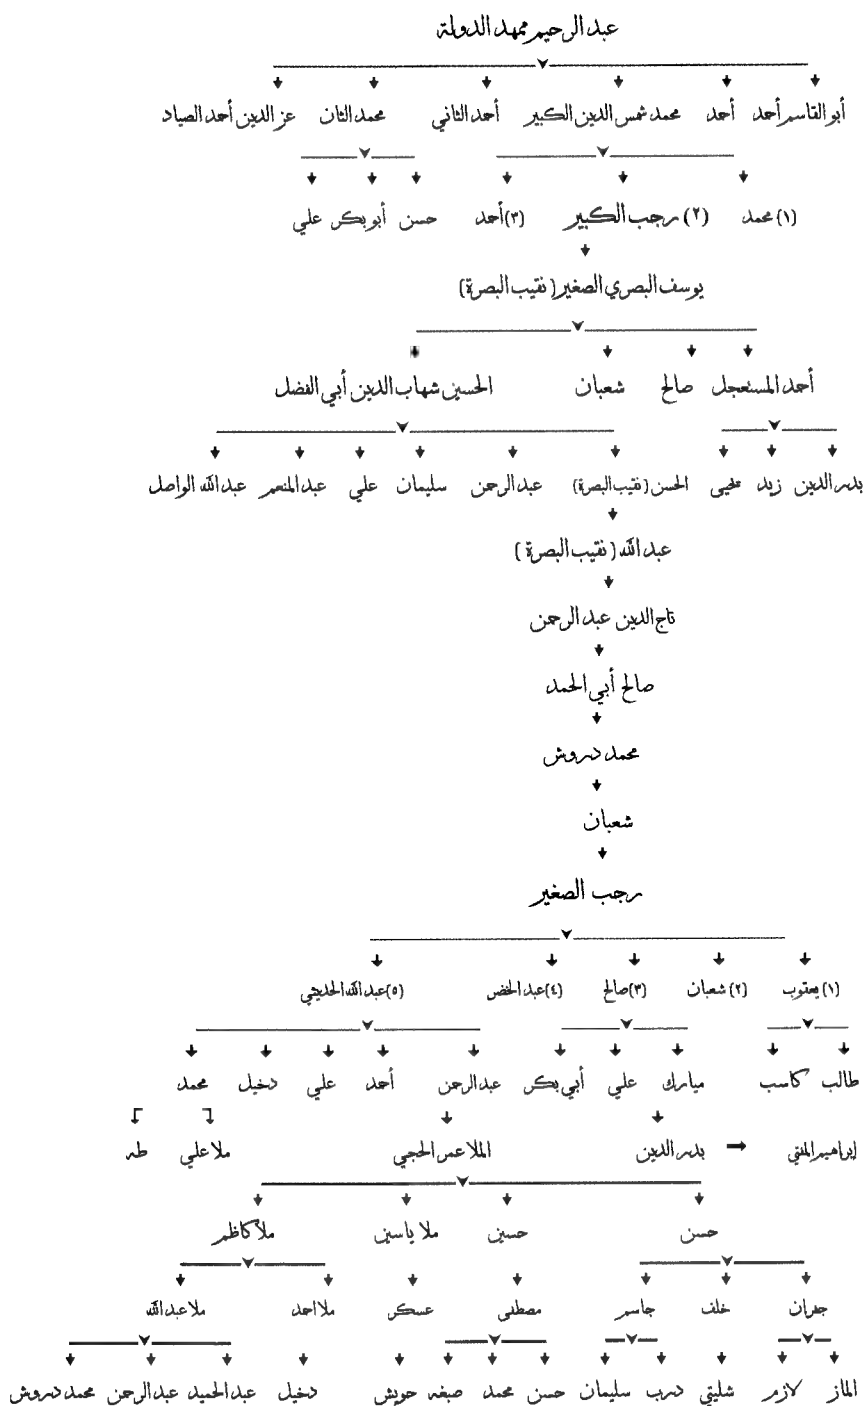 عبد الرحيم ممهد الدولة
أبو القاسم أحمد أحمد محمد شمس الدين الكبير أحمد الثاني محمد الثان عز الدين أحمد الصياد
(١) محمد (٢) رجب الكبير (٣) أحمد حسن أبو بكر علي
يوسف البصري الصغير (نقيب البصرة)
أحمد المستعجل صالح شعبان الحسين شهاب الدين أبي الفضل
بدر الدين زيد يحيى الحسن (نقيب البصرة) عبد الرحمن سليمان علي عبد المنعم عبد الله الواصل
عبد الله (نقيب البصرة)
تاج الدين عبد الرحمن
صالح أبي الحمد
محمد دروش
شعبان
رجب الصغير
(١) يعقوب (٢) شعبان (٣) صالح (٤) عبد الخضر (٥) عبد الله الحديثي
طالب كاسب مبارك علي أبي بكر عبد الرحمن أحمد علي دخيل محمد
إبراهيم المفتي بدر الدين الملا عمر الحجي ملا علي طه
حسن حسين ملا ياسين ملا كاظم
جفران خلف جاسم مصطفى عسكر ملا احمد ملا عبد الله
الماز لازم شليتي درب سليمان حسن محمد صبغه حويش دخيل عبد الحميد عبد الرحمن محمد دروش